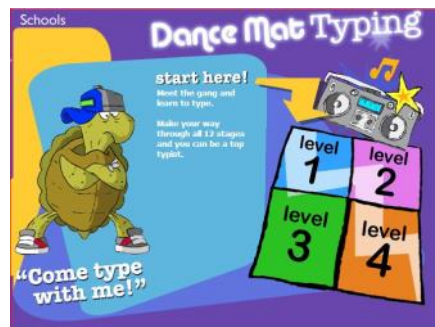 Schools
Dance Mat Typing
start here!
Meet the gang and
learn to type.
Make your way
through all 12 stages
and you can be a top
typist.
level
1
level
2
level
3
level
4
“Come type
with me!”